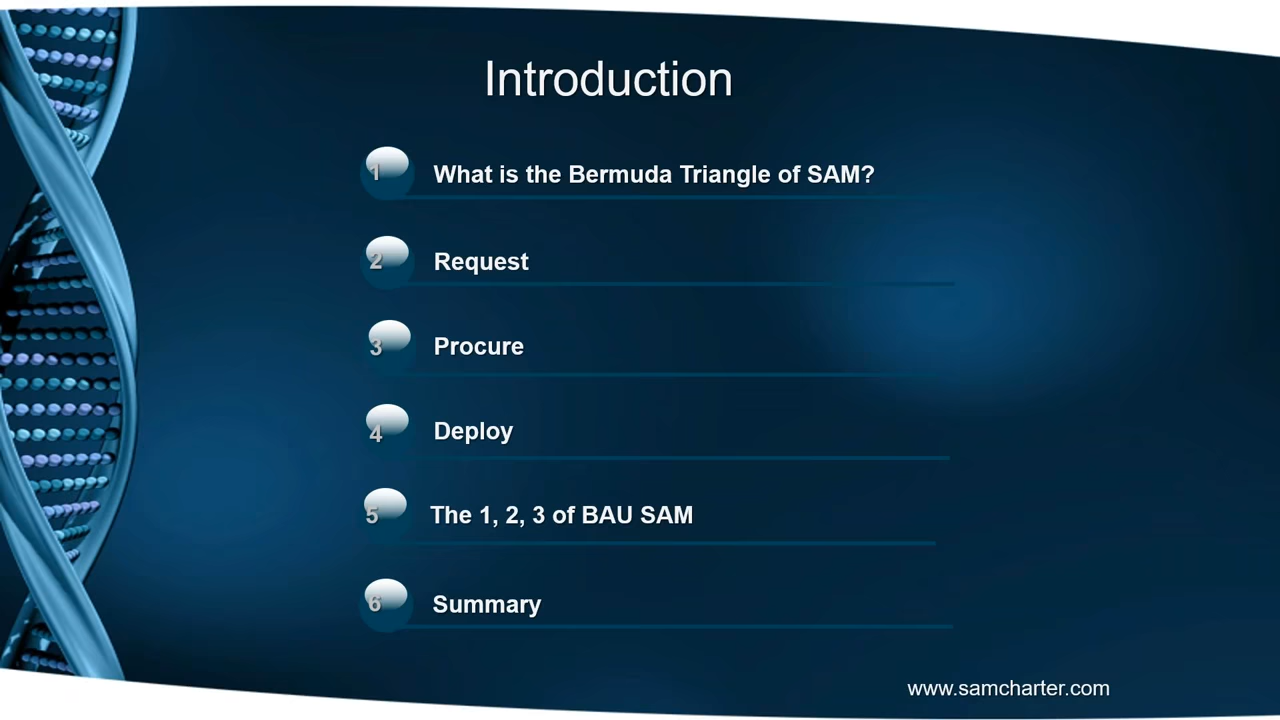 Introduction
1 What is the Bermuda Triangle of SAM?
2 Request
3 Procure
4 Deploy
5 The 1, 2, 3 of BAU SAM
6 Summary
www.samcharter.com